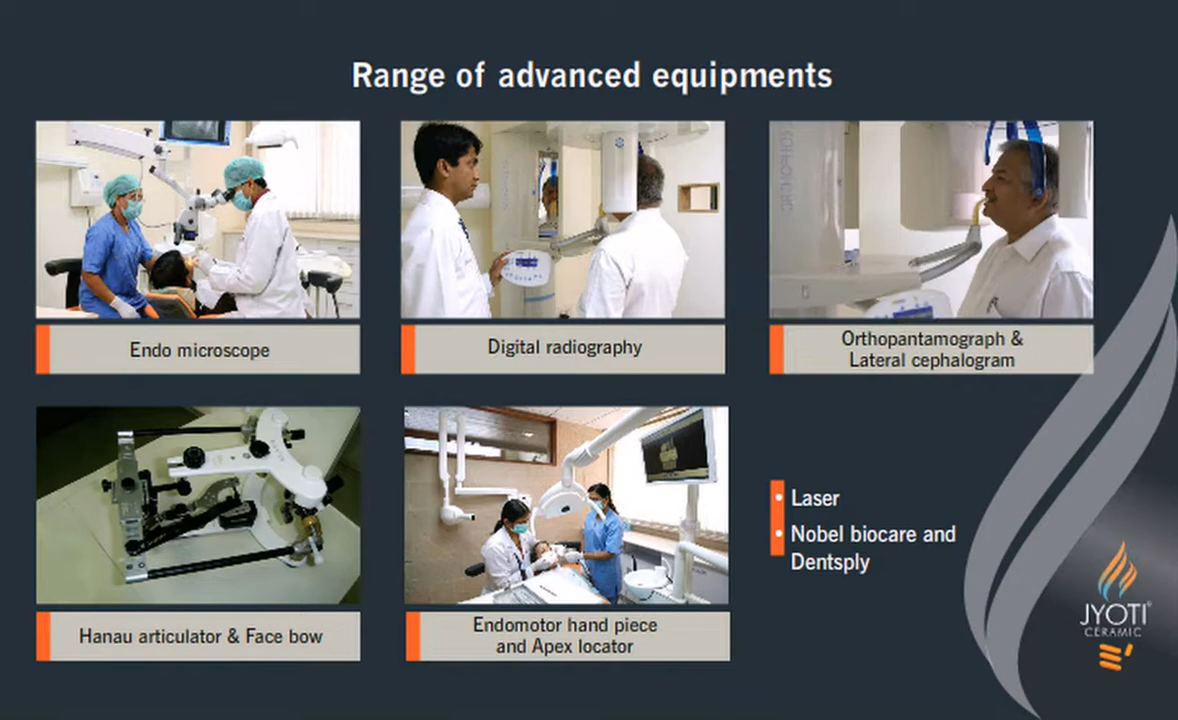 Range of advanced equipments
Endo microscope
Digital radiography
Orthopantamograph &
Lateral cephalogram
Hanau articulator & Face bow
Endomotor hand piece
and Apex locator
• Laser
• Nobel biocare and
Dentsply
JYOTI®
CERAMIC